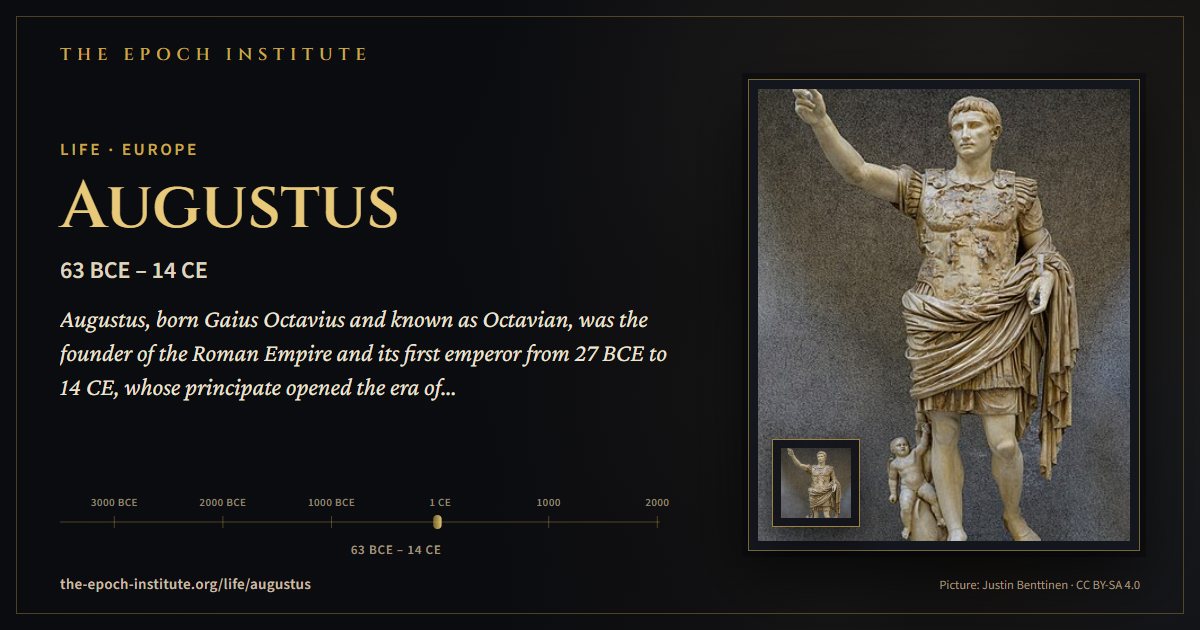 THE EPOCH INSTITUTE
LIFE · EUROPE
AUGUSTUS
63 BCE – 14 CE
Augustus, born Gaius Octavius and known as Octavian, was the
founder of the Roman Empire and its first emperor from 27 BCE to
14 CE, whose principate opened the era of...
3000 BCE 2000 BCE 1000 BCE 1 CE 1000 2000
63 BCE – 14 CE
the-epoch-institute.org/life/augustus
Picture: Justin Benttinen · CC BY-SA 4.0